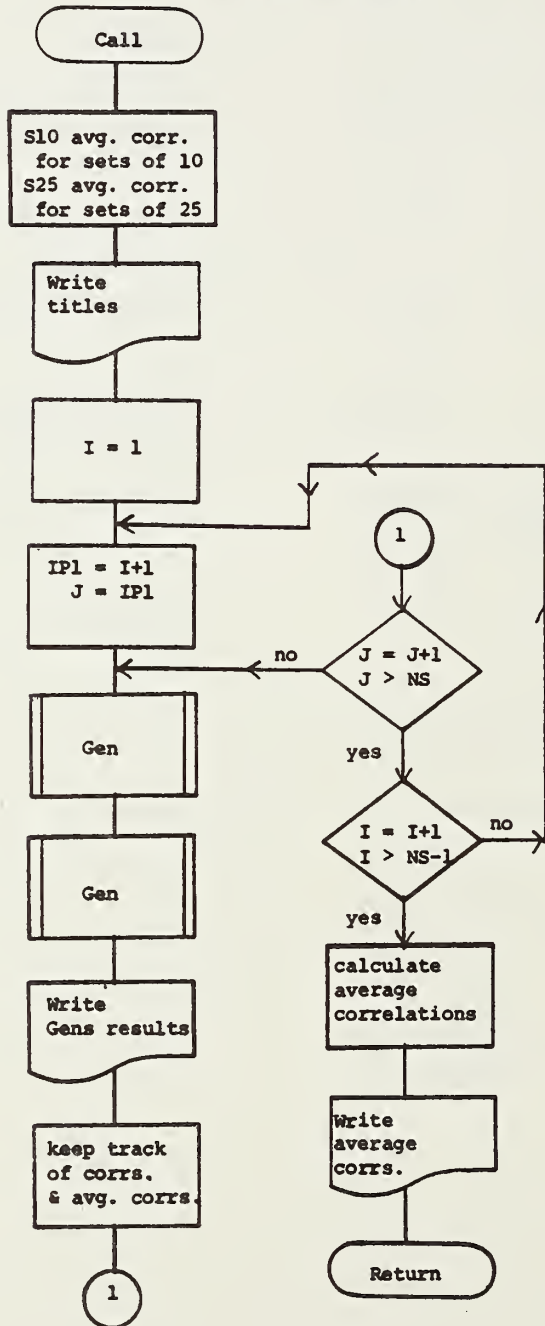 Call
S10 avg. corr.
for sets of 10
S25 avg. corr.
for sets of 25
Write
titles
I = 1
IP1 = I+1
J = IP1
Gen
Gen
Write
Gens results
keep track
of corrs.
& avg. corrs.
1
1
J = J+1
J > NS
no
yes
I = I+1
I > NS-1
no
yes
calculate
average
correlations
Write
average
corrs.
Return